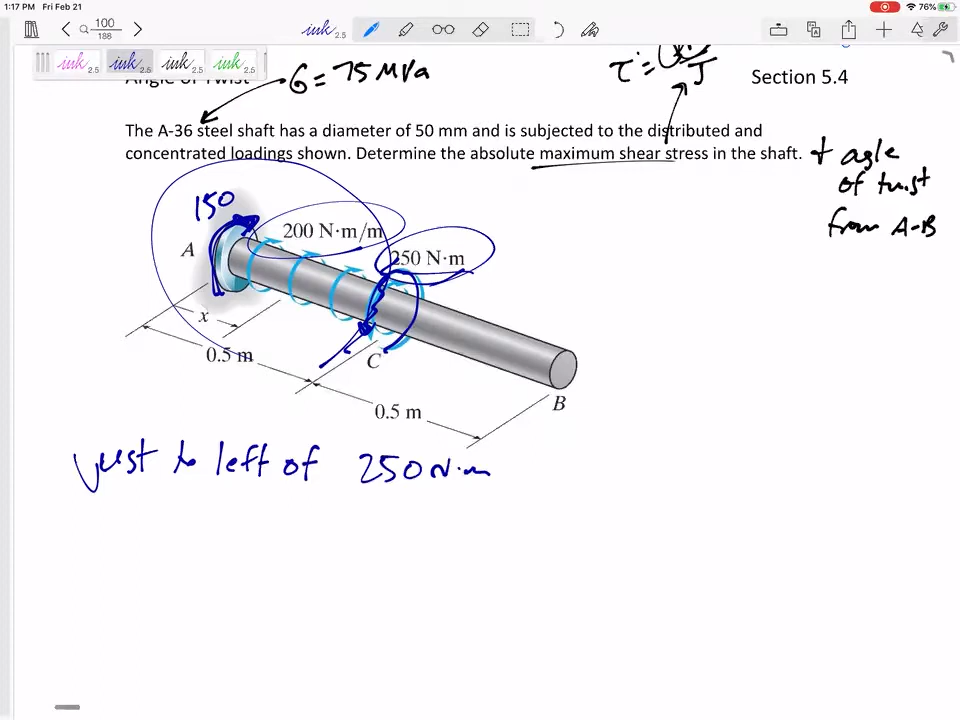 1:17 PM Fri Feb 21
76%
100
188
ink 2.5
ink 2.5
ink 2.5
ink 2.5
ink 2.5
Angle of Twist
G = 75 MPa
Section 5.4
The A-36 steel shaft has a diameter of 50 mm and is subjected to the distributed and
concentrated loadings shown. Determine the absolute maximum shear stress in the shaft.
+ agle
of twist
from A-B
150
200 N·m/m
A
250 N·m
x
0.5 m
C
0.5 m
B
just to left of 250 N·m